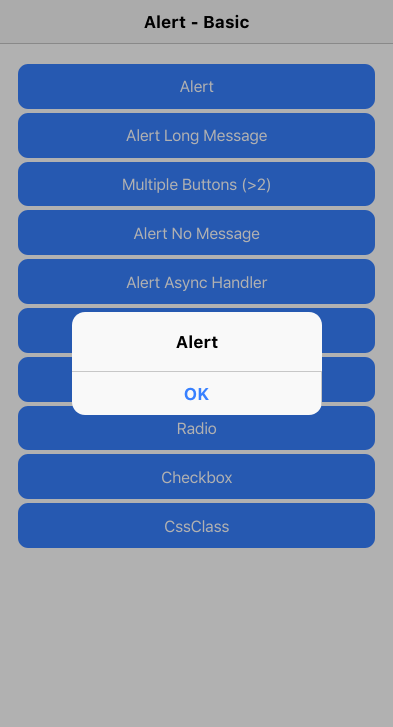 Alert - Basic
Alert
Alert Long Message
Multiple Buttons (>2)
Alert No Message
Alert Async Handler
Alert
OK
Radio
Checkbox
CssClass